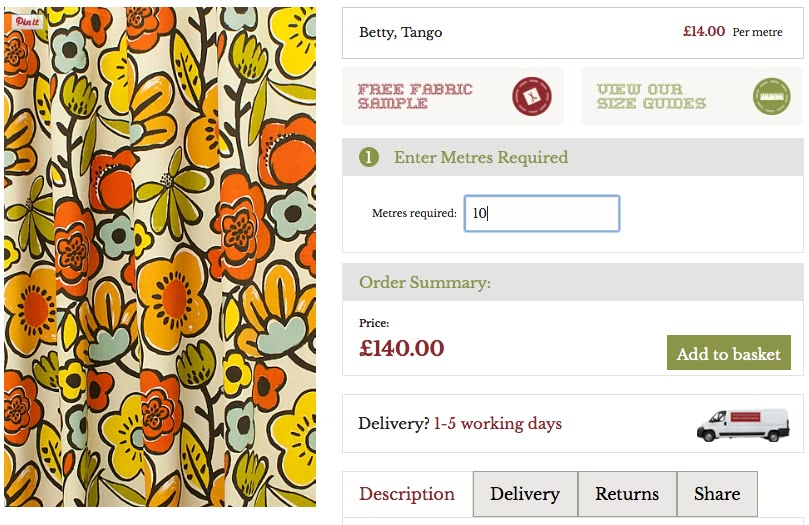 Pin it
Betty, Tango
£14.00 Per metre
FREE FABRIC
SAMPLE
VIEW OUR
SIZE GUIDES
1 Enter Metres Required
Metres required: 10
Order Summary:
Price:
£140.00
Add to basket
Delivery? 1-5 working days
Description
Delivery
Returns
Share